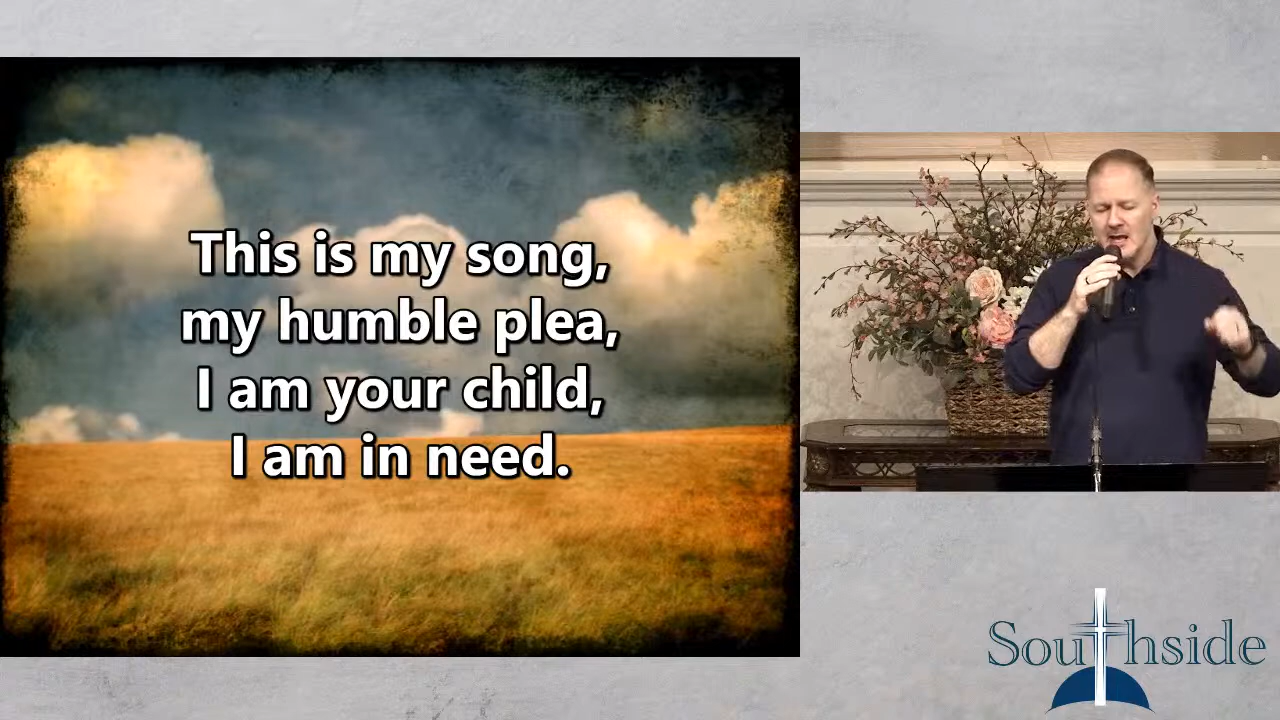 This is my song,
my humble plea,
I am your child,
I am in need.
Southside